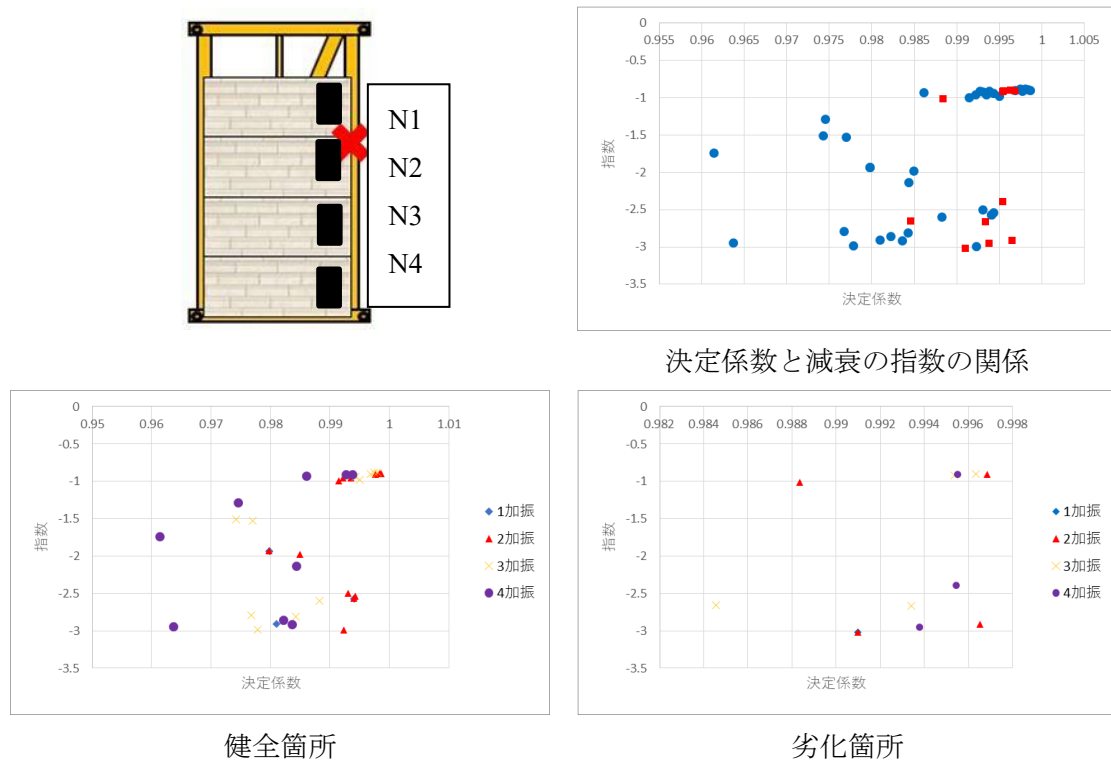 N1
N2
N3
N4
0
0.955 0.96 0.965 0.97 0.975 0.98 0.985 0.99 0.995 1 1.005
-0.5
-1
-1.5
-2
-2.5
-3
-3.5
指数
決定係数
決定係数と減衰の指数の関係
0
0.95 0.96 0.97 0.98 0.99 1 1.01
-0.5
-1
-1.5
-2
-2.5
-3
-3.5
指数
決定係数
1加振
2加振
3加振
4加振
健全箇所
0
0.982 0.984 0.986 0.988 0.99 0.992 0.994 0.996 0.998
-0.5
-1
-1.5
-2
-2.5
-3
-3.5
指数
決定係数
1加振
2加振
3加振
4加振
劣化箇所